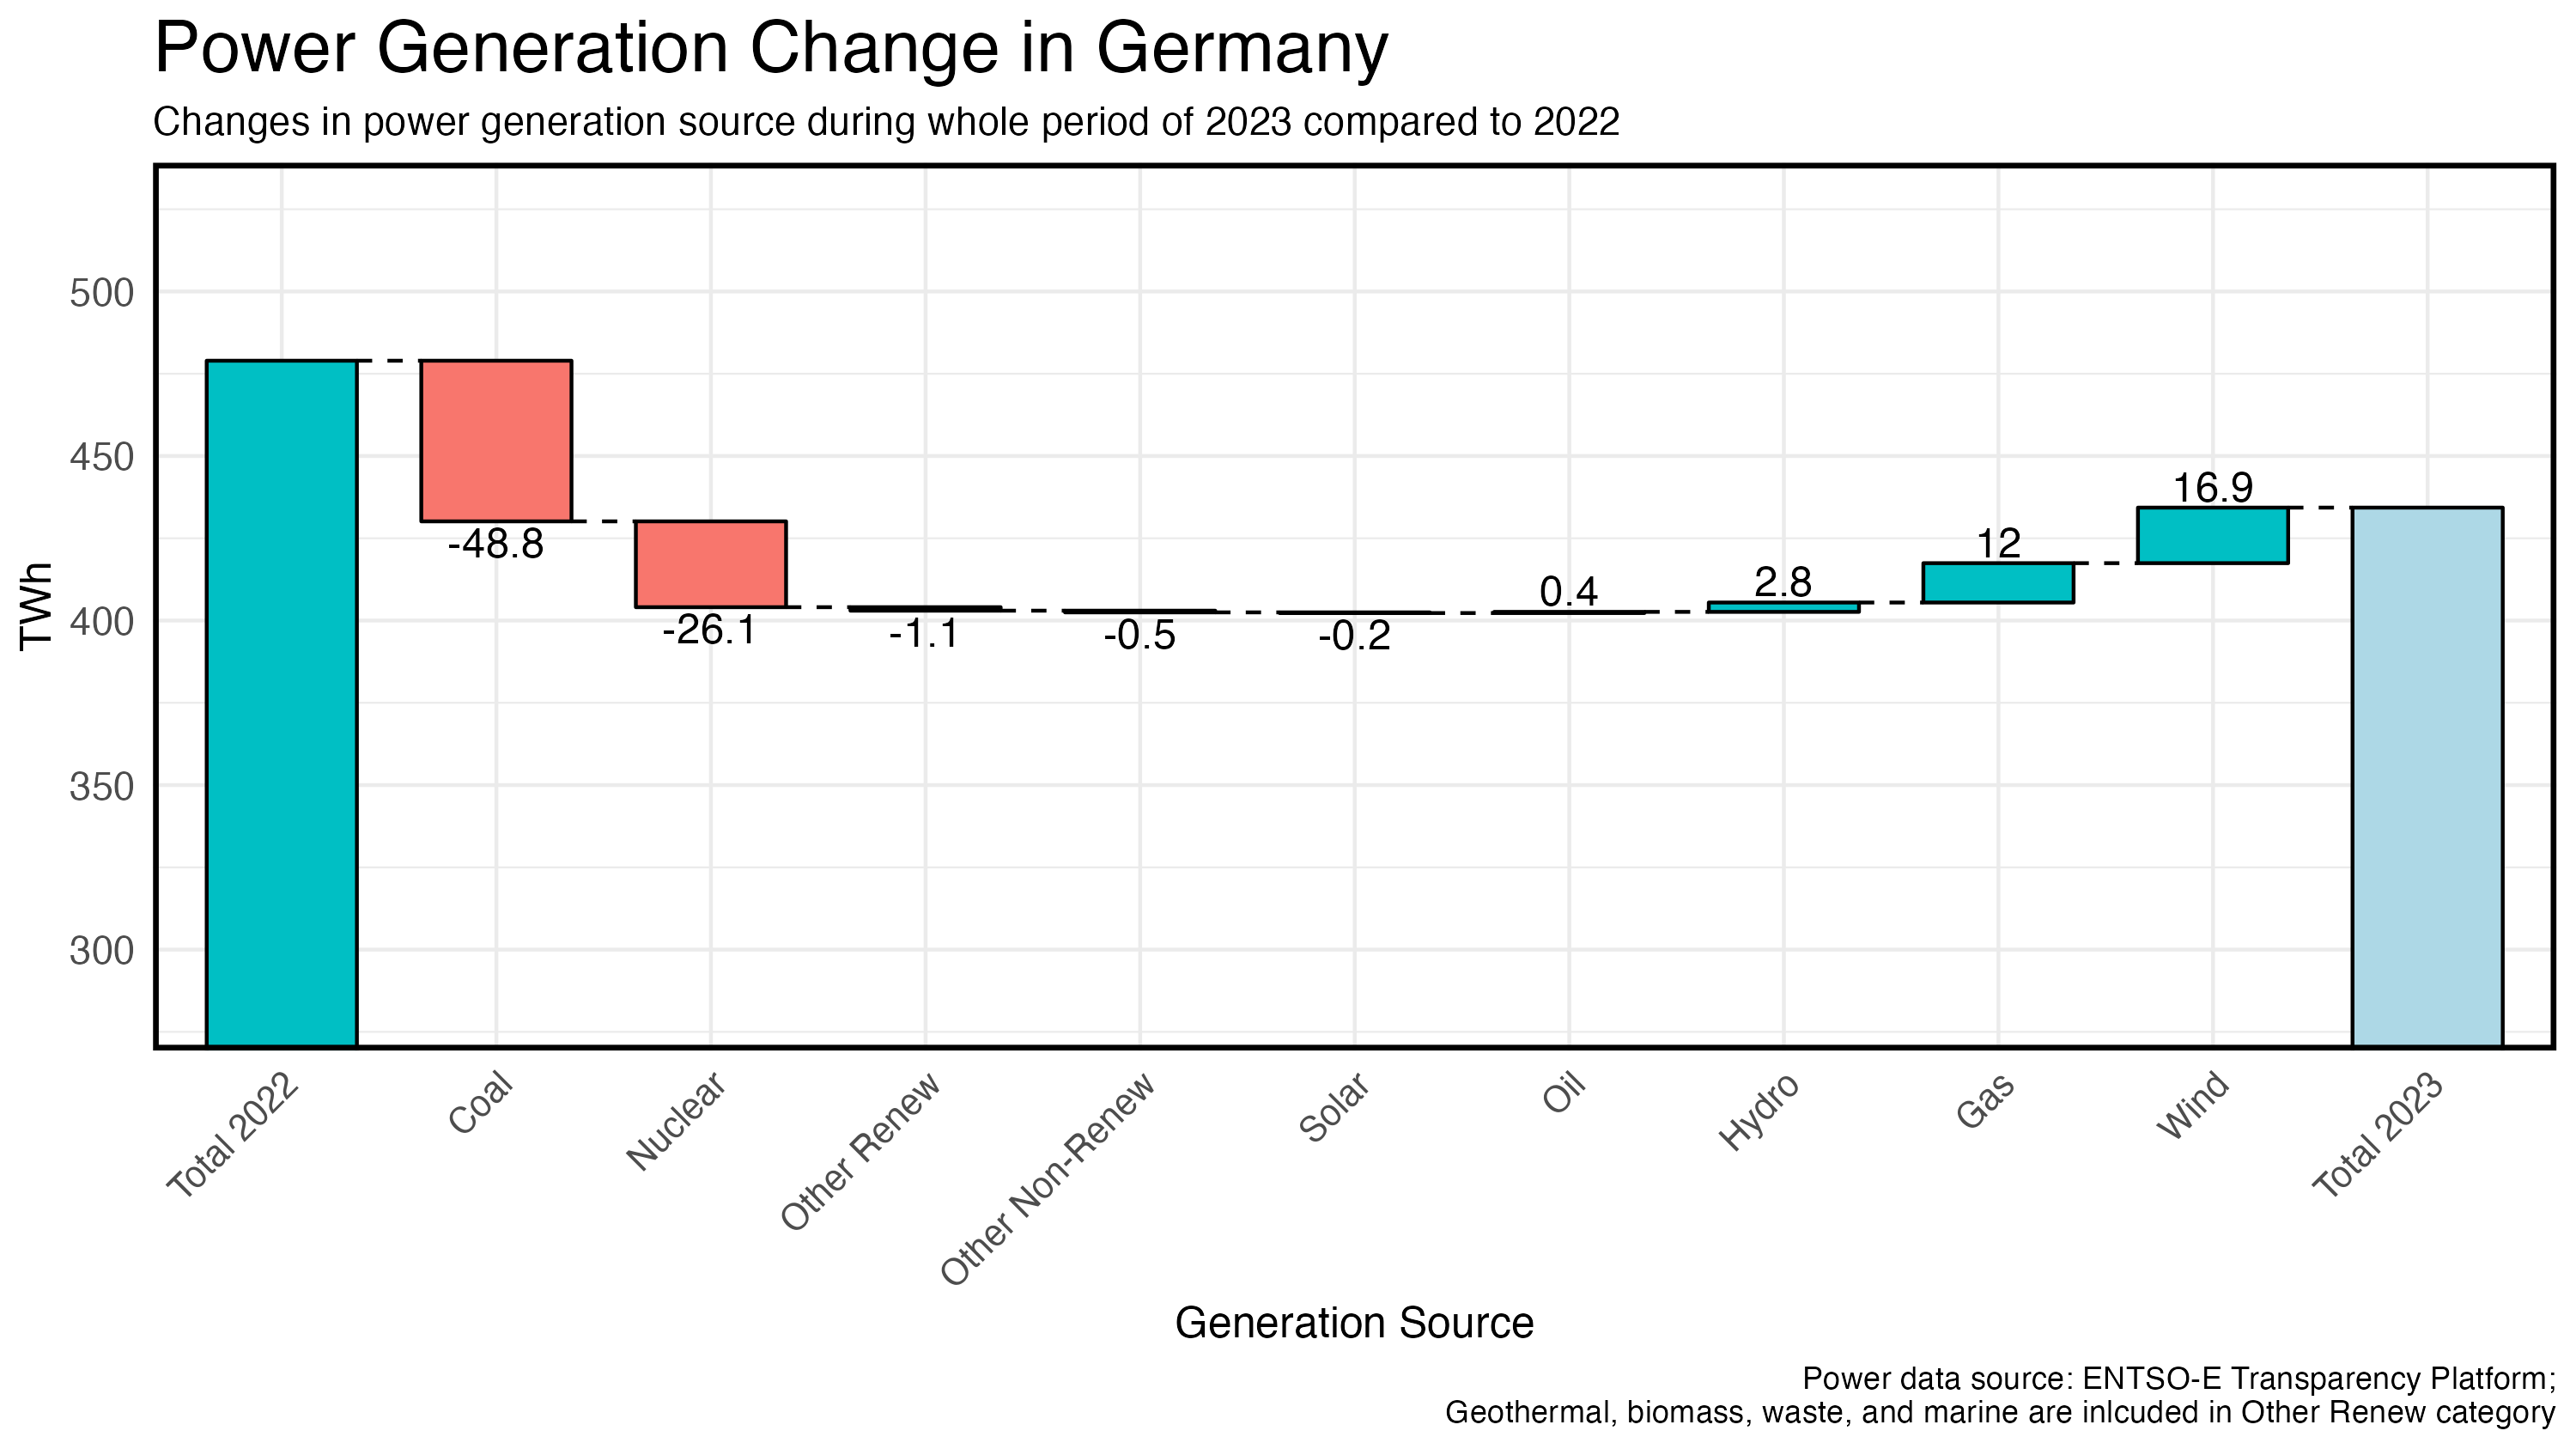 Power Generation Change in Germany
Changes in power generation source during whole period of 2023 compared to 2022
TWh
500
450
400
350
300
-48.8
-26.1
-1.1
-0.5
-0.2
0.4
2.8
12
16.9
Total 2022
Coal
Nuclear
Other Renew
Other Non-Renew
Solar
Oil
Hydro
Gas
Wind
Total 2023
Generation Source
Power data source: ENTSO-E Transparency Platform;
Geothermal, biomass, waste, and marine are inlcuded in Other Renew category